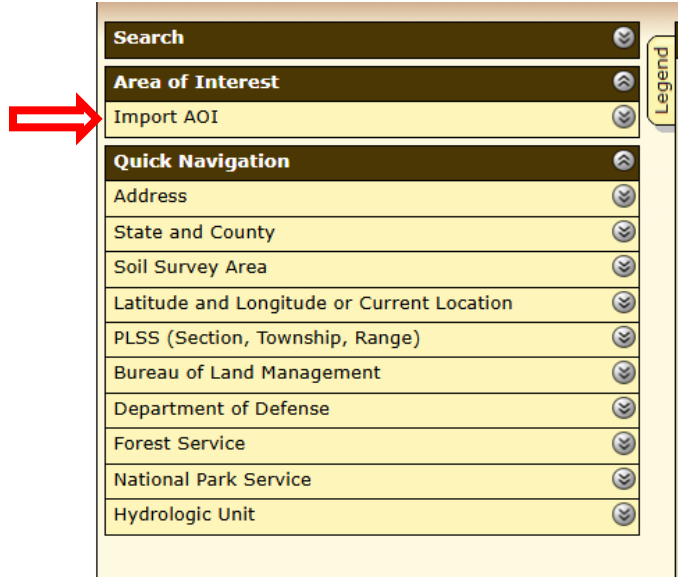 Search
Legend
Area of Interest
Import AOI
Quick Navigation
Address
State and County
Soil Survey Area
Latitude and Longitude or Current Location
PLSS (Section, Township, Range)
Bureau of Land Management
Department of Defense
Forest Service
National Park Service
Hydrologic Unit